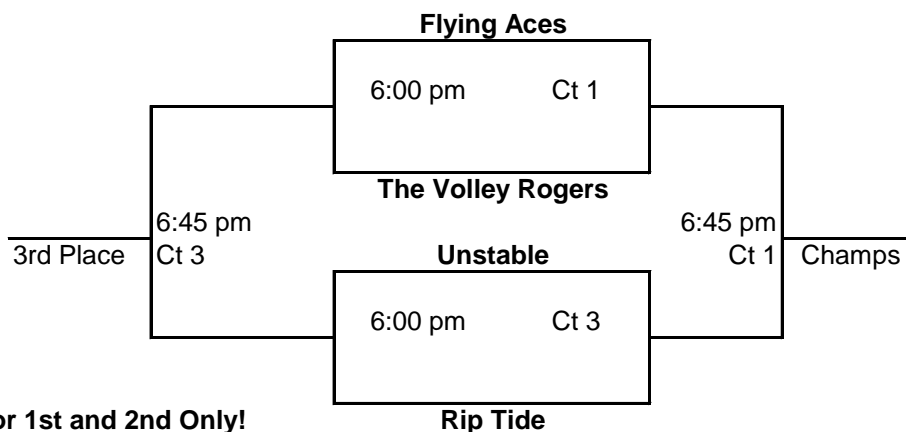 Flying Aces
6:00 pm Ct 1
The Volley Rogers
6:45 pm 6:45 pm
3rd Place Ct 3 Unstable Ct 1 Champs
6:00 pm Ct 3
1st and 2nd Only!
Rip Tide